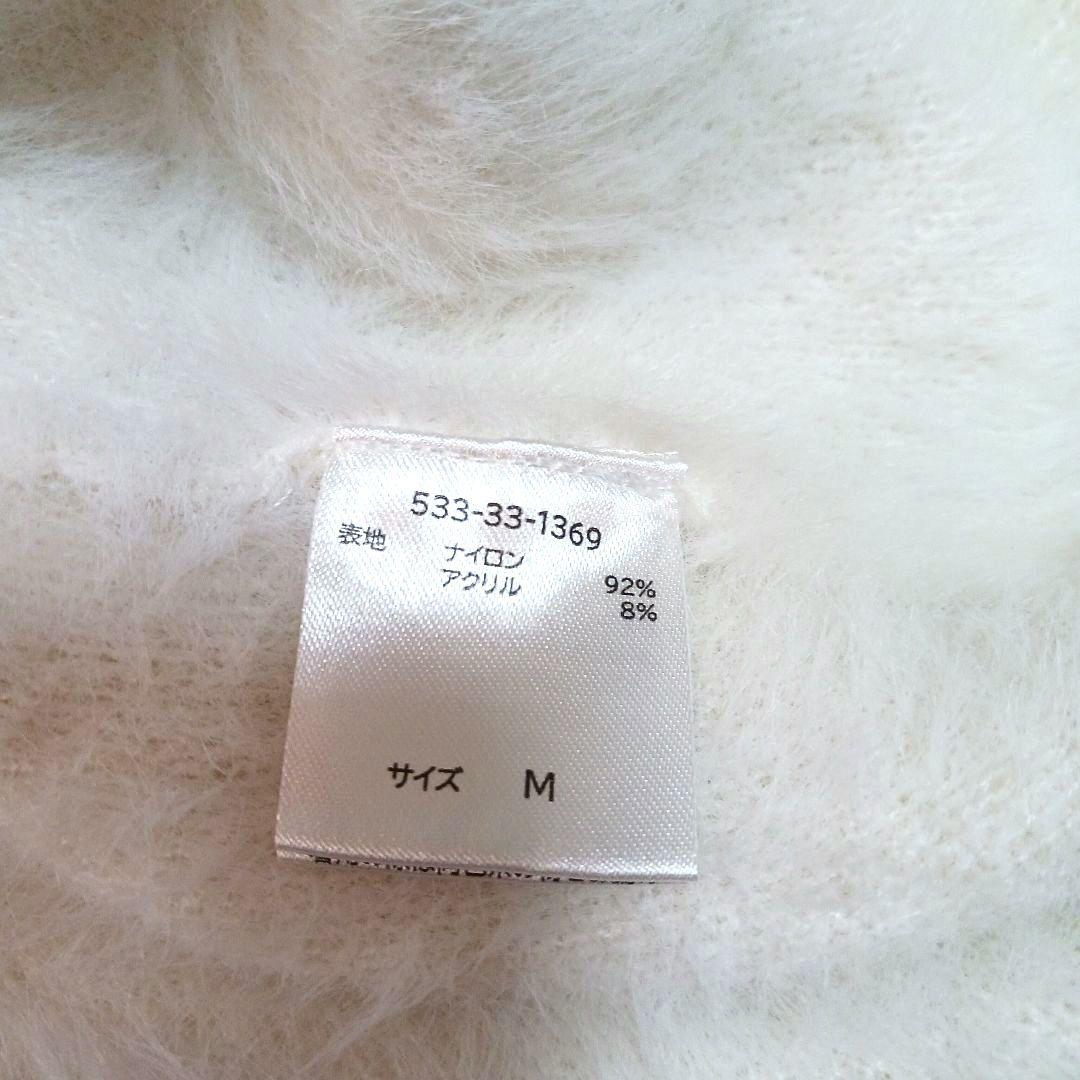 533-33-1369
表地 ナイロン 92%
アクリル 8%
サイズ M